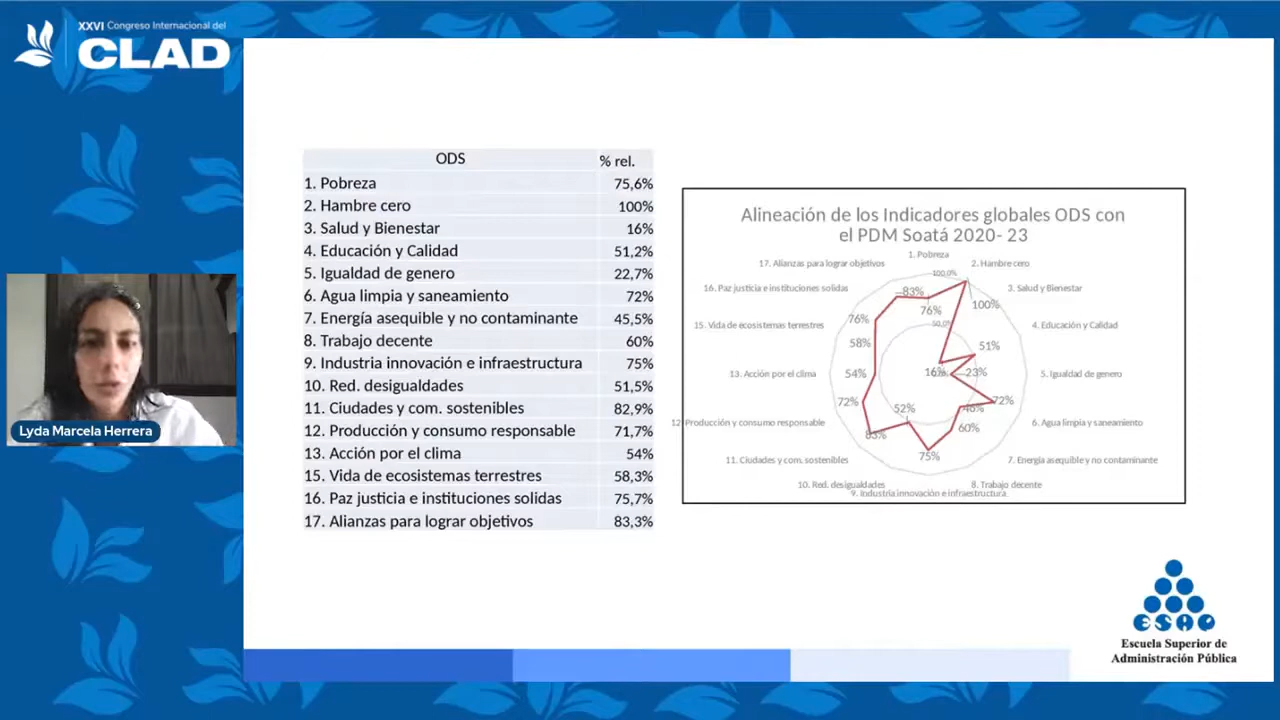 XXVI Congreso Internacional del
CLAD
ODS % rel.
1. Pobreza 75,6%
2. Hambre cero 100%
3. Salud y Bienestar 16%
4. Educación y Calidad 51,2%
5. Igualdad de genero 22,7%
6. Agua limpia y saneamiento 72%
7. Energía asequible y no contaminante 45,5%
8. Trabajo decente 60%
9. Industria innovación e infraestructura 75%
10. Red. desigualdades 51,5%
11. Ciudades y com. sostenibles 82,9%
12. Producción y consumo responsable 71,7%
13. Acción por el clima 54%
15. Vida de ecosistemas terrestres 58,3%
16. Paz justicia e instituciones solidas 75,7%
17. Alianzas para lograr objetivos 83,3%
Alineación de los Indicadores globales ODS con
el PDM Soatá 2020- 23
1. Pobreza
17. Alianzas para lograr objetivos
2. Hambre cero
100,0%
16. Paz justicia e instituciones solidas
83%
3. Salud y Bienestar
76%
100%
76%
50,0%
15. Vida de ecosistemas terrestres
4. Educación y Calidad
58%
51%
13. Acción por el clima
54%
16%
23%
5. Igualdad de genero
72%
52%
46%
72%
12. Producción y consumo responsable
83%
60%
6. Agua limpia y saneamiento
75%
11. Ciudades y com. sostenibles
7. Energía asequible y no contaminante
10. Red. desigualdades
8. Trabajo decente
9. Industria innovación e infraestructura
Lyda Marcela Herrera
ESAP
Escuela Superior de
Administración Pública